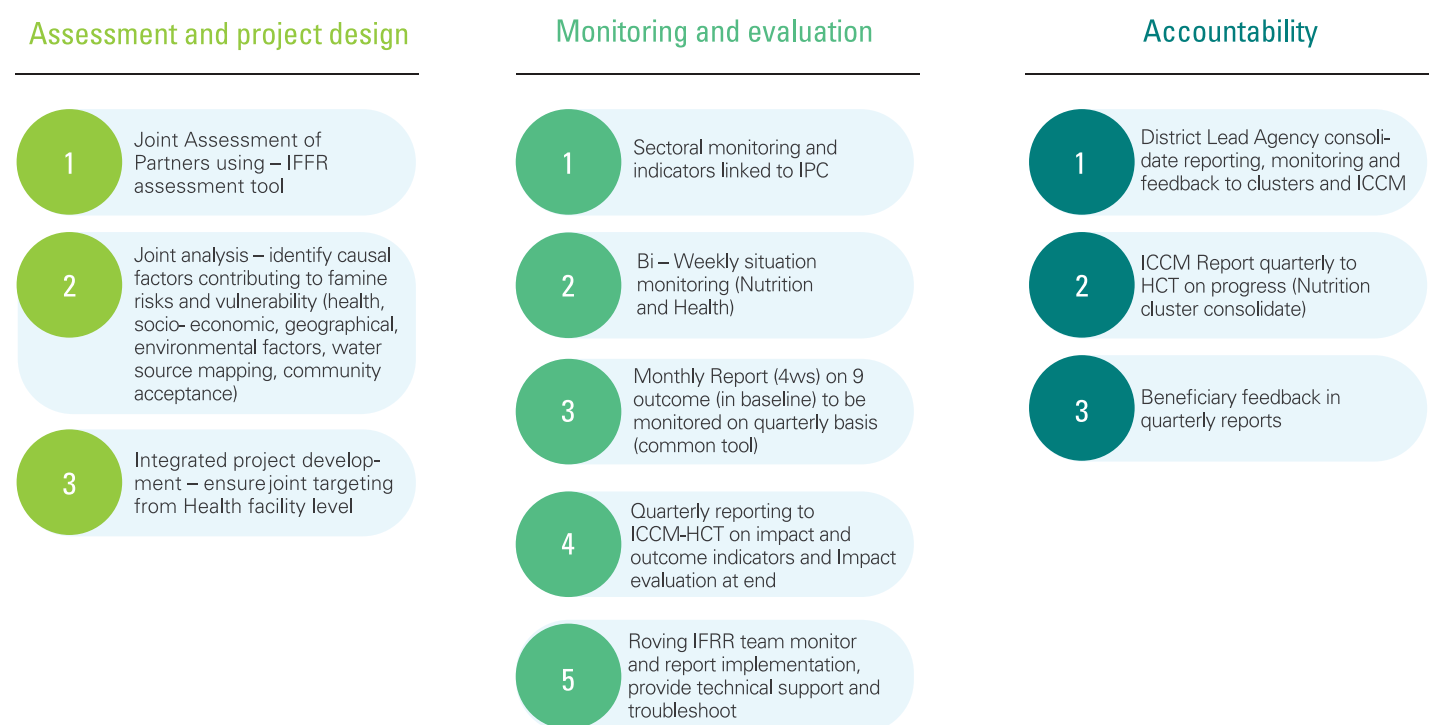 Assessment and project design
1
Joint Assessment of
Partners using – IFFR
assessment tool
2
Joint analysis – identify causal
factors contributing to famine
risks and vulnerability (health,
socio- economic, geographical,
environmental factors, water
source mapping, community
acceptance)
3
Integrated project develop-
ment – ensure joint targeting
from Health facility level
Monitoring and evaluation
1
Sectoral monitoring and
indicators linked to IPC
2
Bi – Weekly situation
monitoring (Nutrition
and Health)
3
Monthly Report (4ws) on 9
outcome (in baseline) to be
monitored on quarterly basis
(common tool)
4
Quarterly reporting to
ICCM-HCT on impact and
outcome indicators and Impact
evaluation at end
5
Roving IFRR team monitor
and report implementation,
provide technical support and
troubleshoot
Accountability
1
District Lead Agency consoli-
date reporting, monitoring and
feedback to clusters and ICCM
2
ICCM Report quarterly to
HCT on progress (Nutrition
cluster consolidate)
3
Beneficiary feedback in
quarterly reports